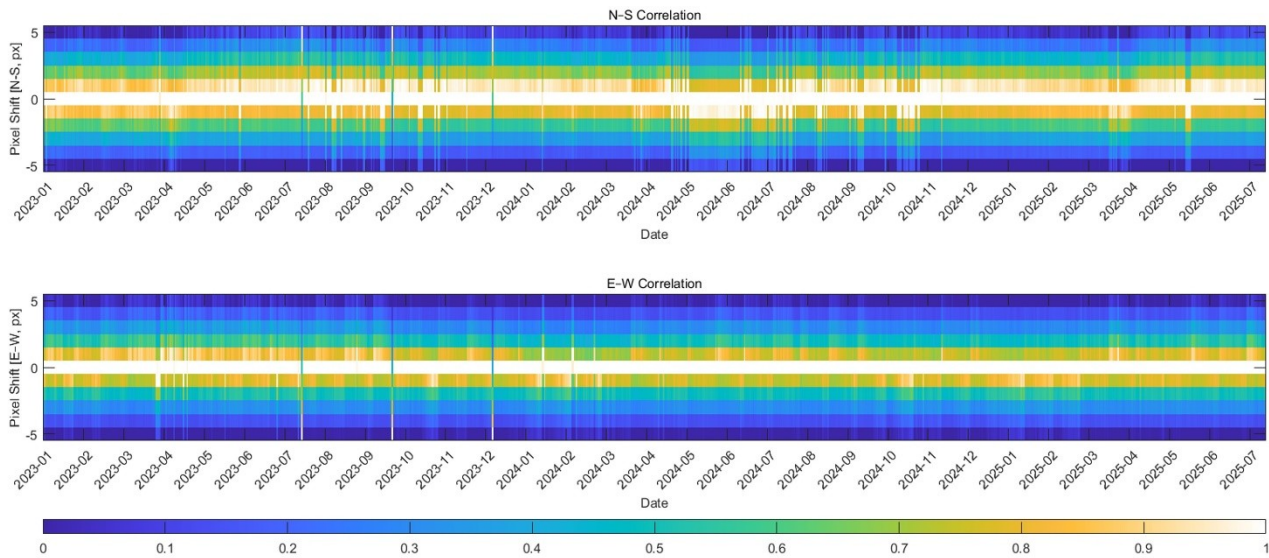 N-S Correlation
Pixel Shift [N-S, px]
5
0
-5
2023-01 2023-02 2023-03 2023-04 2023-05 2023-06 2023-07 2023-08 2023-09 2023-10 2023-11 2023-12 2024-01 2024-02 2024-03 2024-04 2024-05 2024-06 2024-07 2024-08 2024-09 2024-10 2024-11 2024-12 2025-01 2025-02 2025-03 2025-04 2025-05 2025-06 2025-07
Date
E-W Correlation
Pixel Shift [E-W, px]
5
0
-5
2023-01 2023-02 2023-03 2023-04 2023-05 2023-06 2023-07 2023-08 2023-09 2023-10 2023-11 2023-12 2024-01 2024-02 2024-03 2024-04 2024-05 2024-06 2024-07 2024-08 2024-09 2024-10 2024-11 2024-12 2025-01 2025-02 2025-03 2025-04 2025-05 2025-06 2025-07
Date
0 0.1 0.2 0.3 0.4 0.5 0.6 0.7 0.8 0.9 1